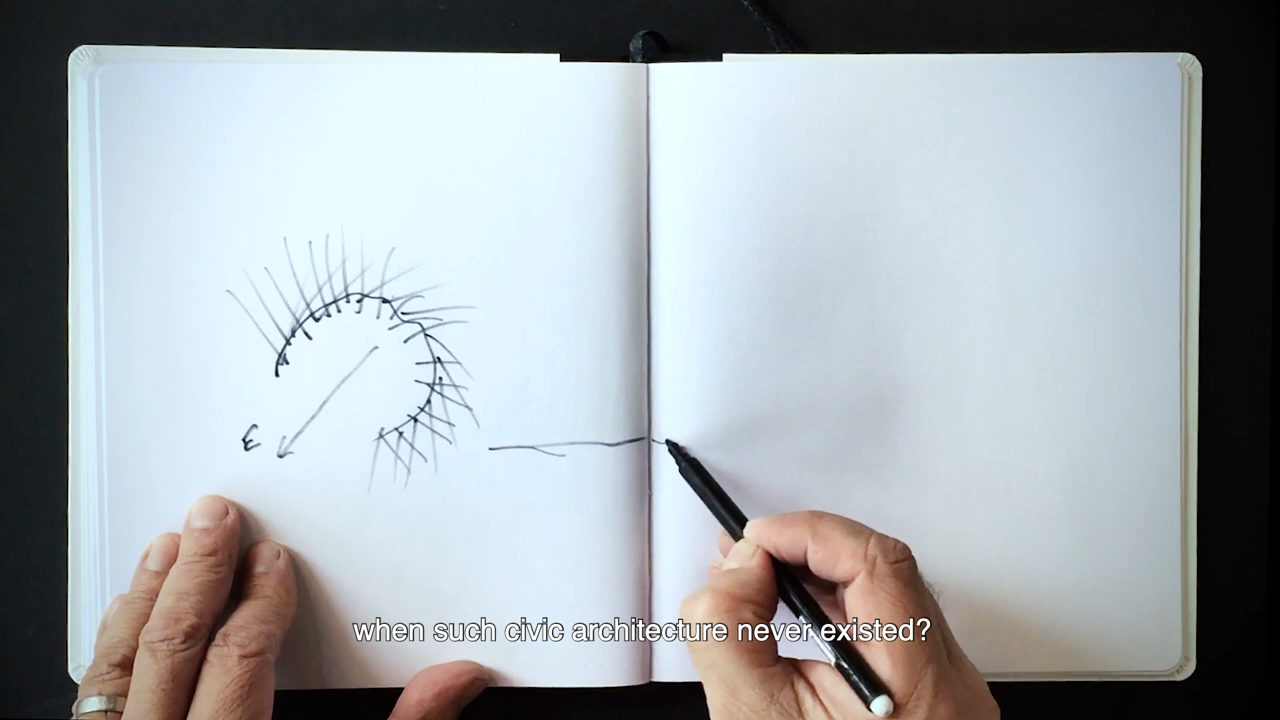 ε
when such civic architecture never existed?